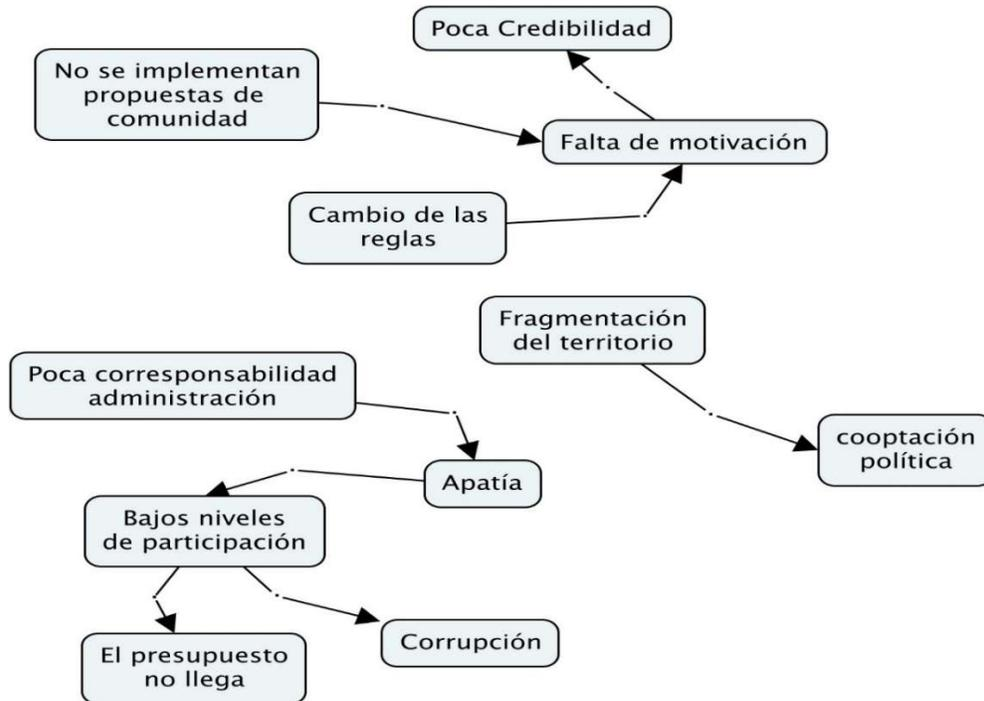 Poca Credibilidad
No se implementan
propuestas de
comunidad
Falta de motivación
Cambio de las
reglas
Fragmentación
del territorio
Poca corresponsabilidad
administración
cooptación
política
Apatía
Bajos niveles
de participación
Corrupción
El presupuesto
no llega